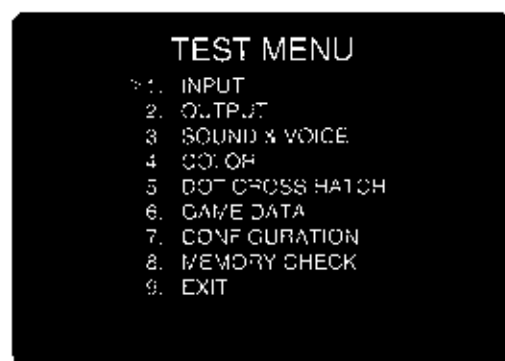 TEST MENU
>1. INPUT
2. OUTPUT
3 SOUND & VOICE
4 COLOR
5 DOT CROSS HATCH
6. GAME DATA
7. CONFIGURATION
8. MEMORY CHECK
9. EXIT